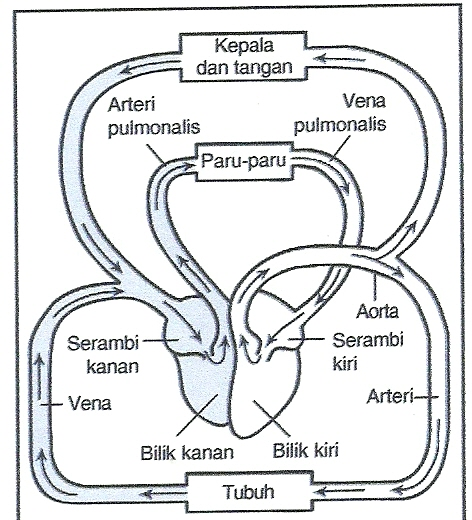 Kepala
dan tangan
Arteri
pulmonalis
Vena
pulmonalis
Paru-paru
Aorta
Serambi
kanan
Serambi
kiri
Vena
Arteri
Bilik kanan
Bilik kiri
Tubuh